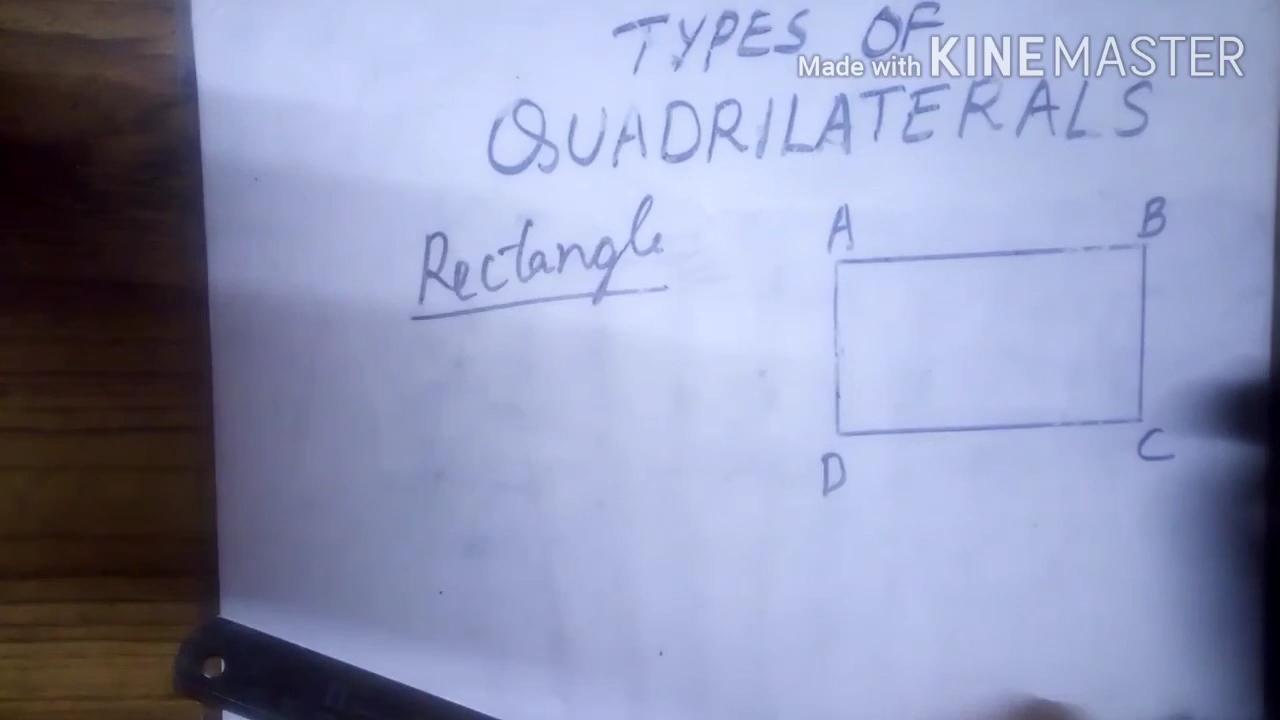 TYPES OF
Made with KINEMASTER
QUADRILATERALS
Rectangle
A
B
D
C